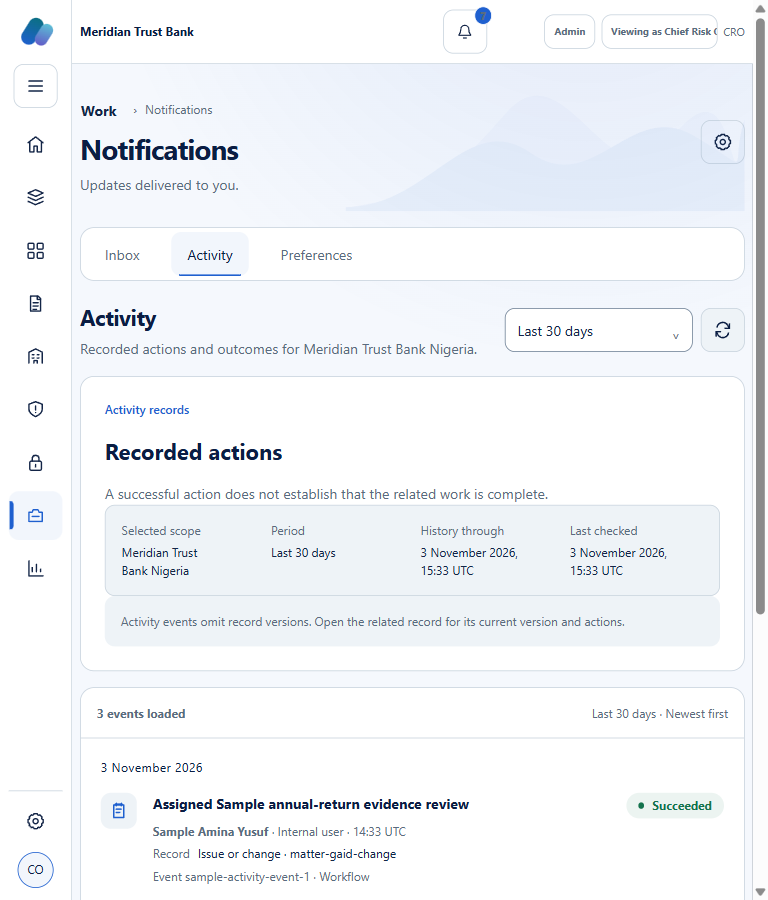 Meridian Trust Bank
7
Admin
Viewing as Chief Risk
CRO
Work › Notifications
Notifications
Updates delivered to you.
Inbox
Activity
Preferences
Activity
Last 30 days
Recorded actions and outcomes for Meridian Trust Bank Nigeria.
Activity records
Recorded actions
A successful action does not establish that the related work is complete.
Selected scope
Meridian Trust
Bank Nigeria
Period
Last 30 days
History through
3 November 2026,
15:33 UTC
Last checked
3 November 2026,
15:33 UTC
Activity events omit record versions. Open the related record for its current version and actions.
3 events loaded
Last 30 days · Newest first
3 November 2026
Assigned Sample annual-return evidence review
Succeeded
Sample Amina Yusuf · Internal user · 14:33 UTC
Record Issue or change · matter-gaid-change
Event sample-activity-event-1 · Workflow
CO